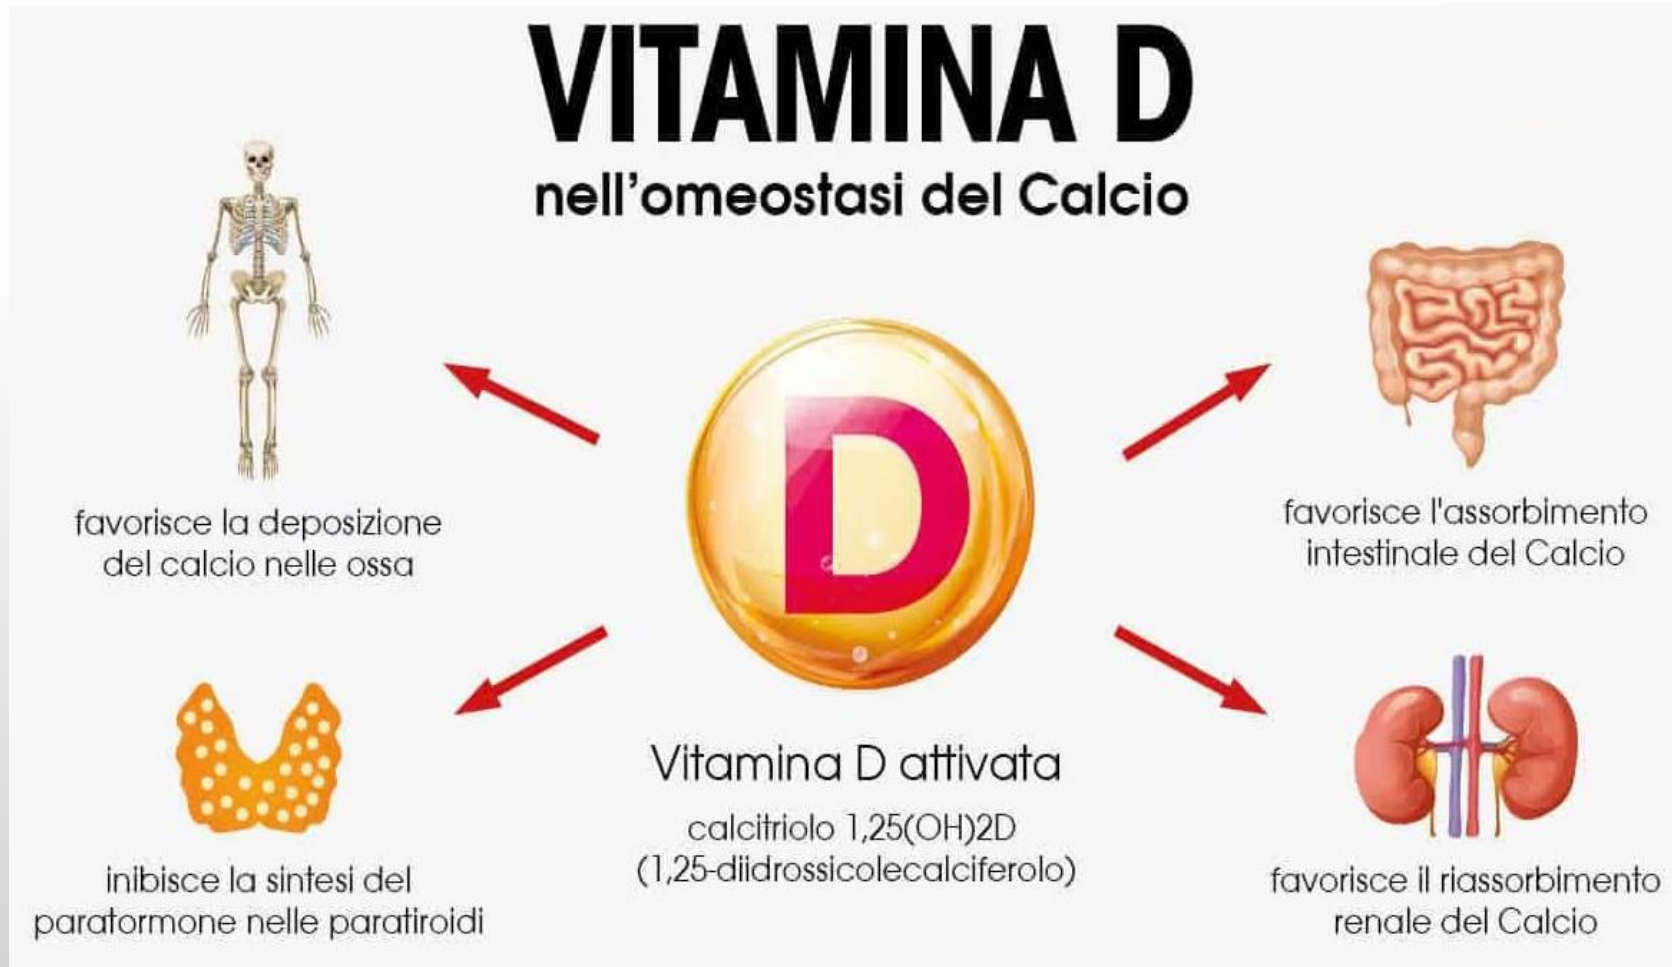 VITAMINA D
nell'omeostasi del Calcio
favorisce la deposizione
del calcio nelle ossa
favorisce l'assorbimento
intestinale del Calcio
D
Vitamina D attivata
calcitriolo 1,25(OH)2D
(1,25-diidrossicolecalciferolo)
inibisce la sintesi del
paratormone nelle paratiroidi
favorisce il riassorbimento
renale del Calcio